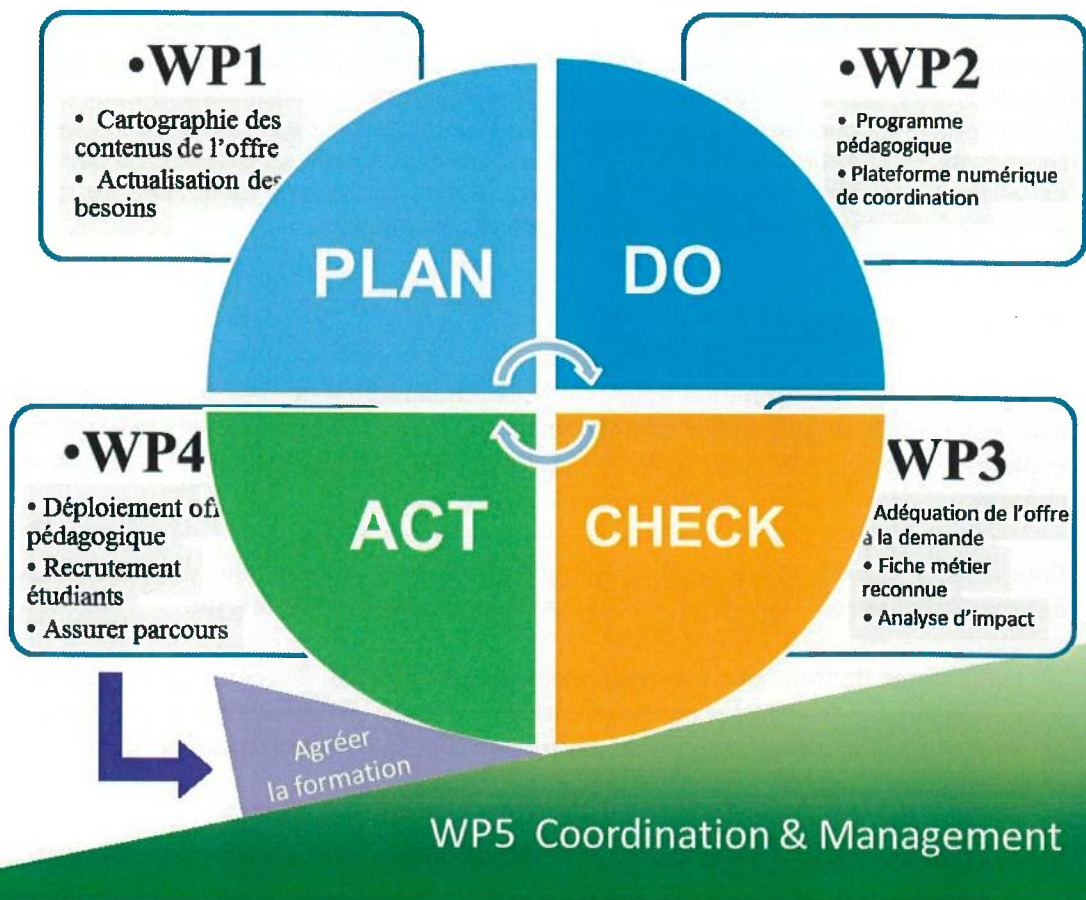 •WP1
• Cartographie des
contenus de l'offre
• Actualisation des
besoins
•WP2
• Programme
pédagogique
• Plateforme numérique
de coordination
PLAN
DO
•WP4
• Déploiement
pédagogique
• Recrutement
étudiants
• Assurer parcours
ACT
CHECK
WP3
Adéquation de l'offre
à la demande
• Fiche métier
reconnue
• Analyse d'impact
Agréer
la formation
WP5 Coordination & Management